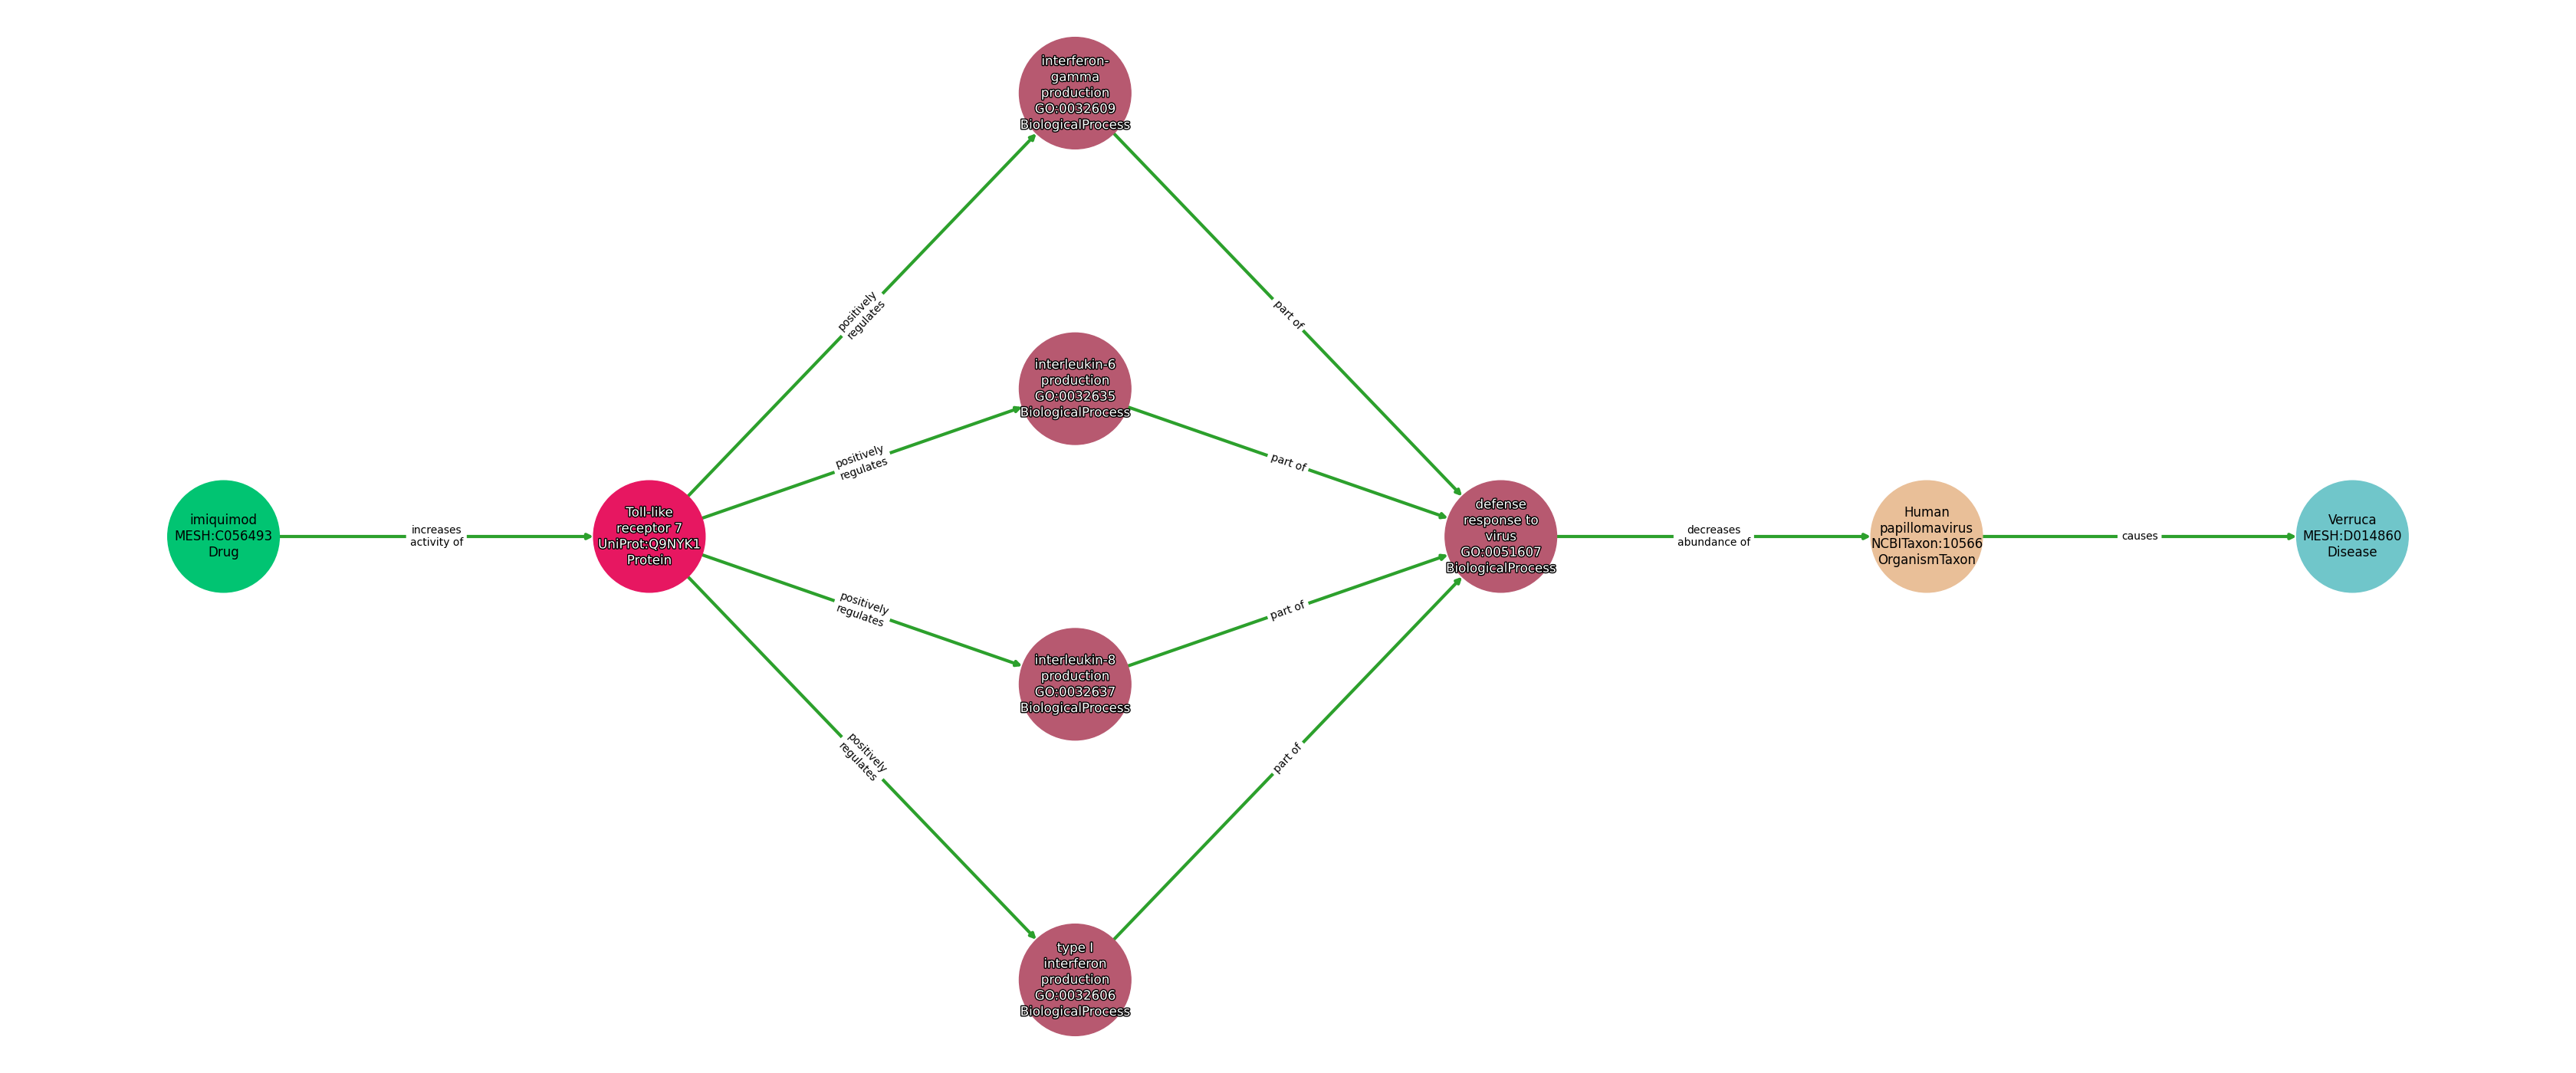 interferon-
gamma
production
GO:0032609
BiologicalProcess
positively
regulates
part of
interleukin-6
production
GO:0032635
BiologicalProcess
positively
regulates
part of
imiquimod
MESH:C056493
Drug
increases
activity of
Toll-like
receptor 7
UniProt:Q9NYK1
Protein
defense
response to
virus
GO:0051607
BiologicalProcess
decreases
abundance of
Human
papillomavirus
NCBITaxon:10566
OrganismTaxon
causes
Verruca
MESH:D014860
Disease
positively
regulates
part of
interleukin-8
production
GO:0032637
BiologicalProcess
positively
regulates
part of
type I
interferon
production
GO:0032606
BiologicalProcess